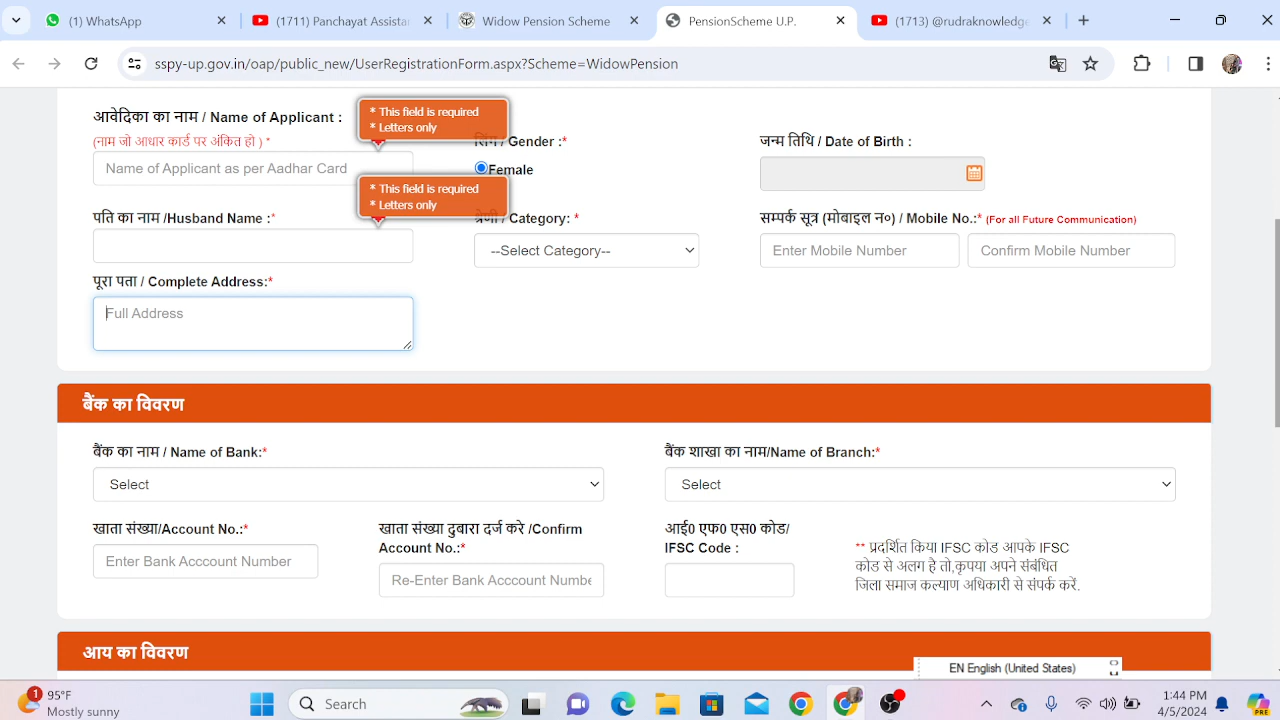 WhatsApp
(1711) Panchayat Assista
Widow Pension Scheme
PensionScheme U.P.
(1713) @rudraknowledge
sspy-up.gov.in/oap/public_new/UserRegistrationForm.aspx?Scheme=WidowPension
आवेदिका का नाम / Name of Applicant :
(नाम जो आधार कार्ड पर अंकित हो ) *
Name of Applicant as per Aadhar Card
* This field is required
* Letters only
लिंग / Gender :*
Female
जन्म तिथि / Date of Birth :
* This field is required
* Letters only
पति का नाम /Husband Name :*
श्रेणी / Category: *
--Select Category--
सम्पर्क सूत्र (मोबाइल न०) / Mobile No.:* (For all Future Communication)
Enter Mobile Number
Confirm Mobile Number
पूरा पता / Complete Address:*
Full Address
बैंक का विवरण
बैंक का नाम / Name of Bank:*
Select
बैंक शाखा का नाम/Name of Branch:*
Select
खाता संख्या/Account No.:*
Enter Bank Acccount Number
खाता संख्या दुबारा दर्ज करे /Confirm
Account No.:*
Re-Enter Bank Acccount Numbe
आई0 एफ0 एस0 कोड/
IFSC Code :
** प्रदर्शित किया IFSC कोड आपके IFSC
कोड से अलग है तो,कृपया अपने संबंधित
जिला समाज कल्याण अधिकारी से संपर्क करें.
आय का विवरण
EN English (United States)
1
95°F
Mostly sunny
Search
1:44 PM
4/5/2024
PRE